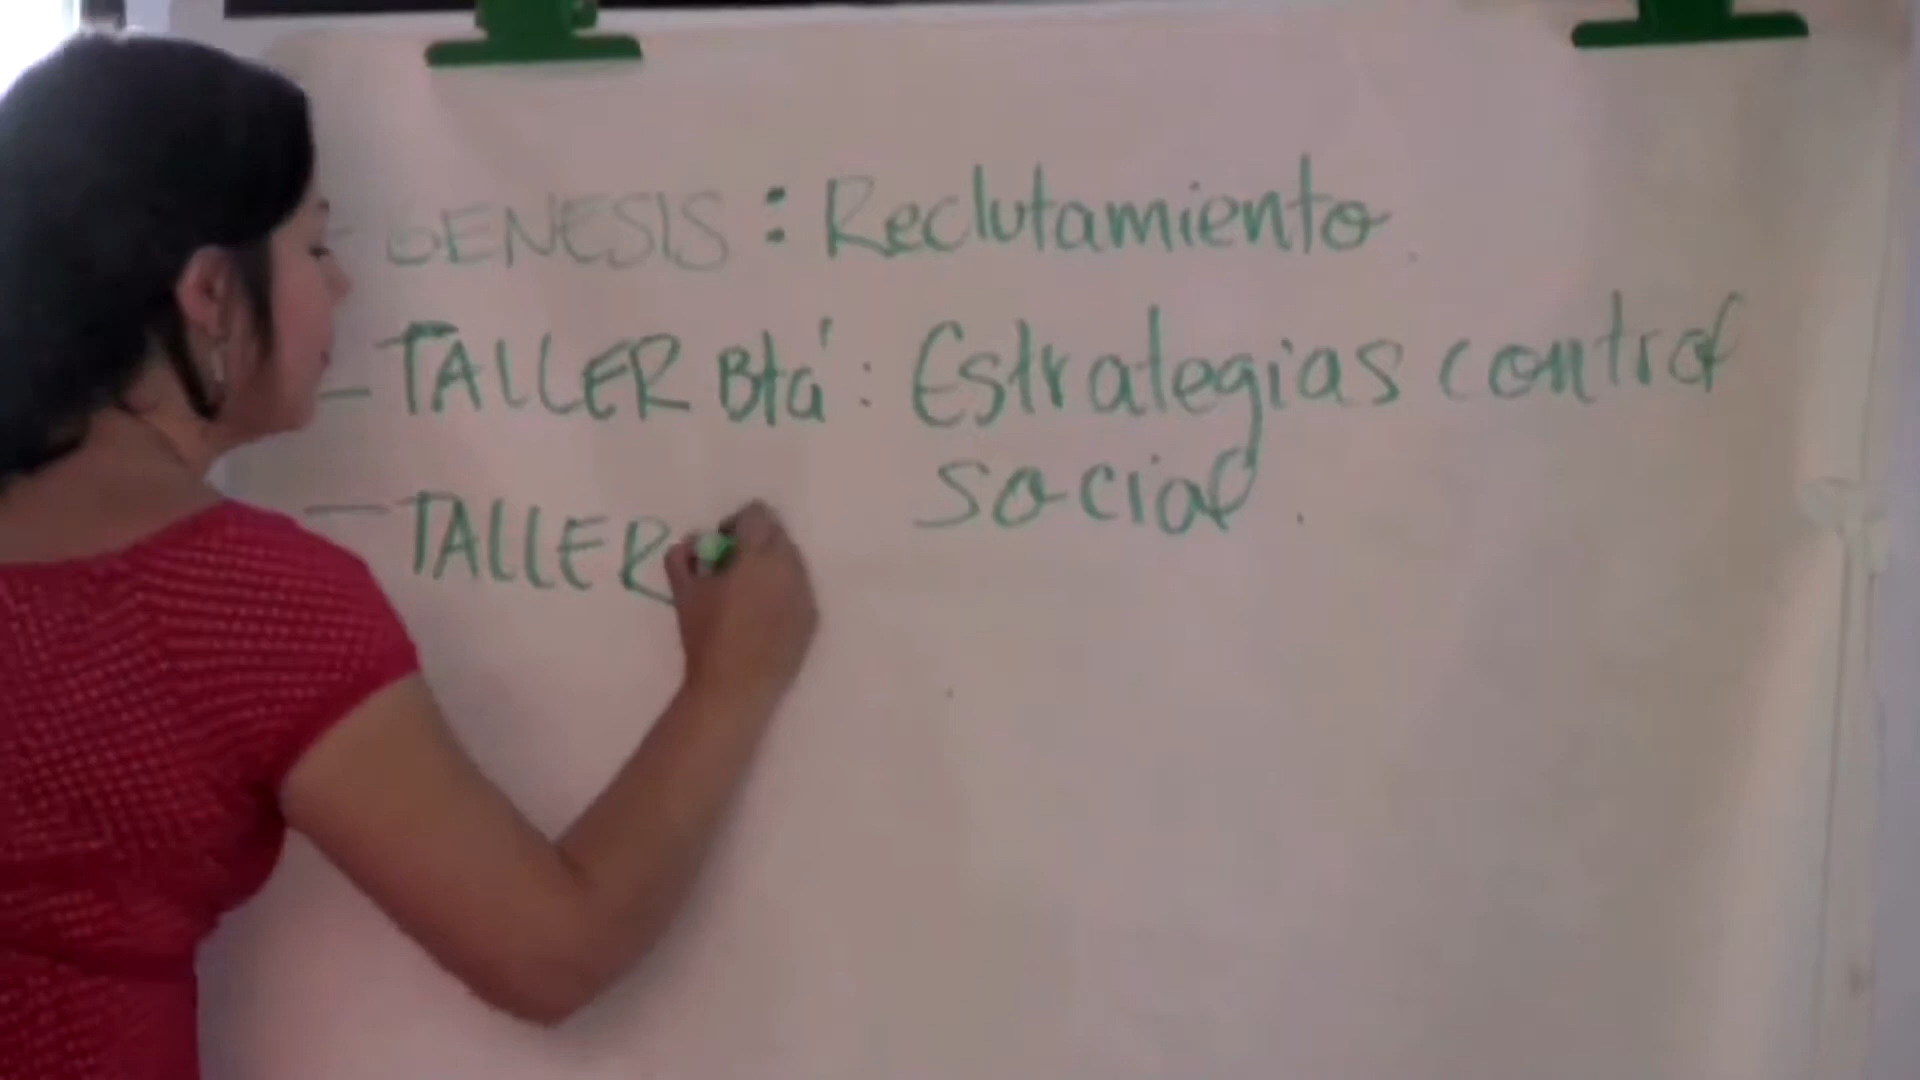 - GENESIS : Reclutamiento.
- TALLER Btá : Estrategias control
social.
- TALLER